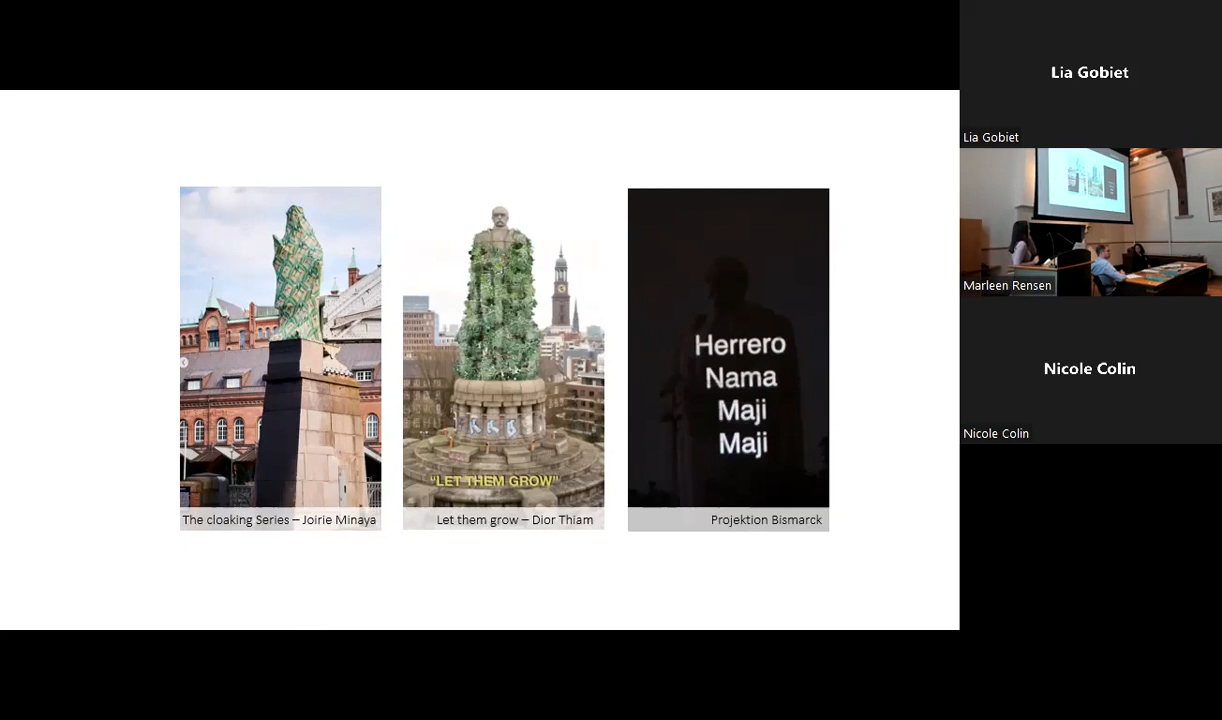 Herrero
Nama
Maji
Maji
"LET THEM GROW"
The cloaking Series – Joirie Minaya
Let them grow – Dior Thiam
Projektion Bismarck
Lia Gobiet
Lia Gobiet
Marleen Rensen
Nicole Colin
Nicole Colin